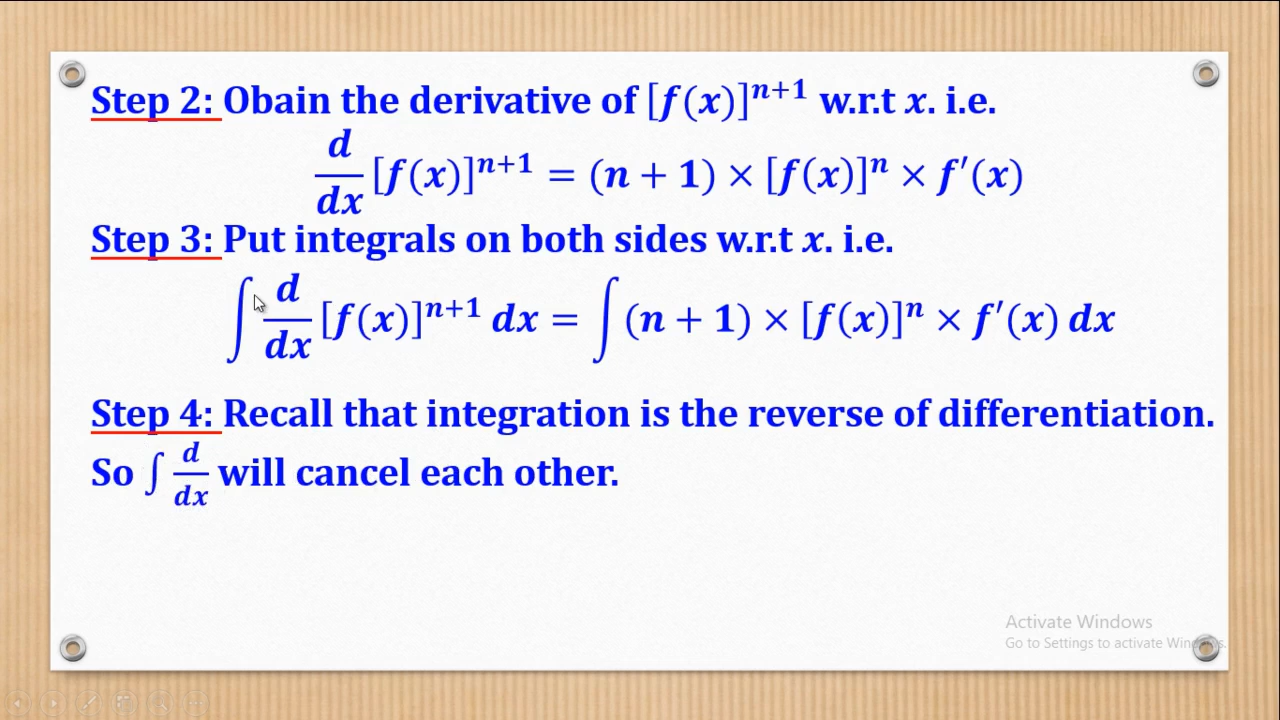 Step 2: Obain the derivative of [f(x)]ⁿ⁺¹ w.r.t x. i.e.
d/dx [f(x)]ⁿ⁺¹ = (n + 1) × [f(x)]ⁿ × f′(x)
Step 3: Put integrals on both sides w.r.t x. i.e.
∫ d/dx [f(x)]ⁿ⁺¹ dx = ∫ (n + 1) × [f(x)]ⁿ × f′(x) dx
Step 4: Recall that integration is the reverse of differentiation.
So ∫ d/dx will cancel each other.
Activate Windows
Go to Settings to activate Windows.